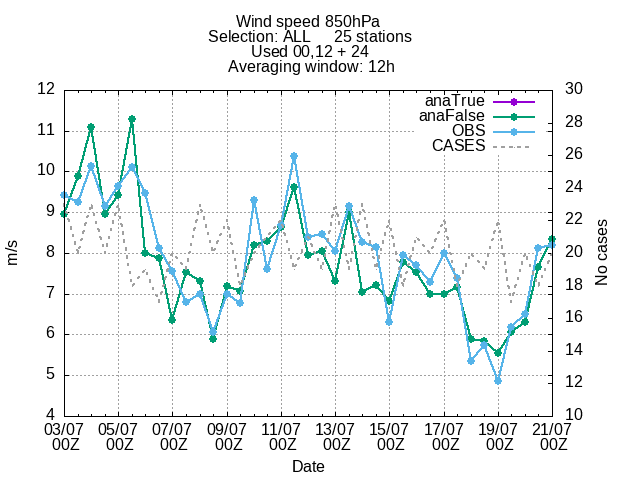 Wind speed 850hPa
Selection: ALL 25 stations
Used 00,12 + 24
Averaging window: 12h
anaTrue
anaFalse
OBS
CASES
12
11
10
9
8
7
6
5
4
m/s
30
28
26
24
22
20
18
16
14
12
10
No cases
03/07 05/07 07/07 09/07 11/07 13/07 15/07 17/07 19/07 21/07
00Z 00Z 00Z 00Z 00Z 00Z 00Z 00Z 00Z 00Z
Date